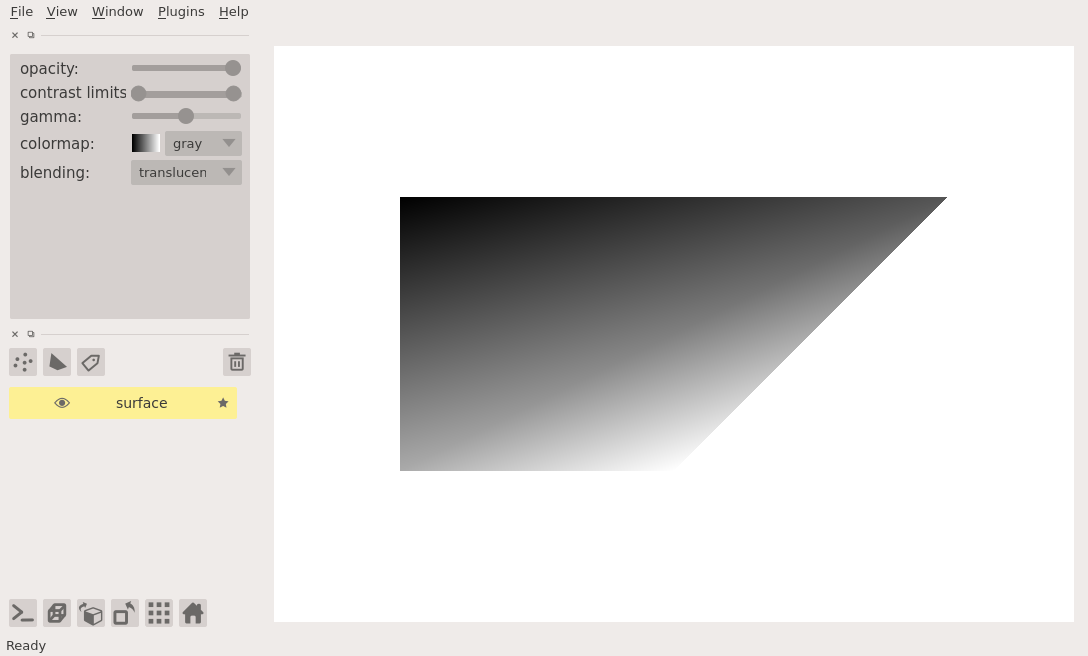 File View Window Plugins Help
opacity:
contrast limits
gamma:
colormap: gray
blending: translucen
surface
Ready